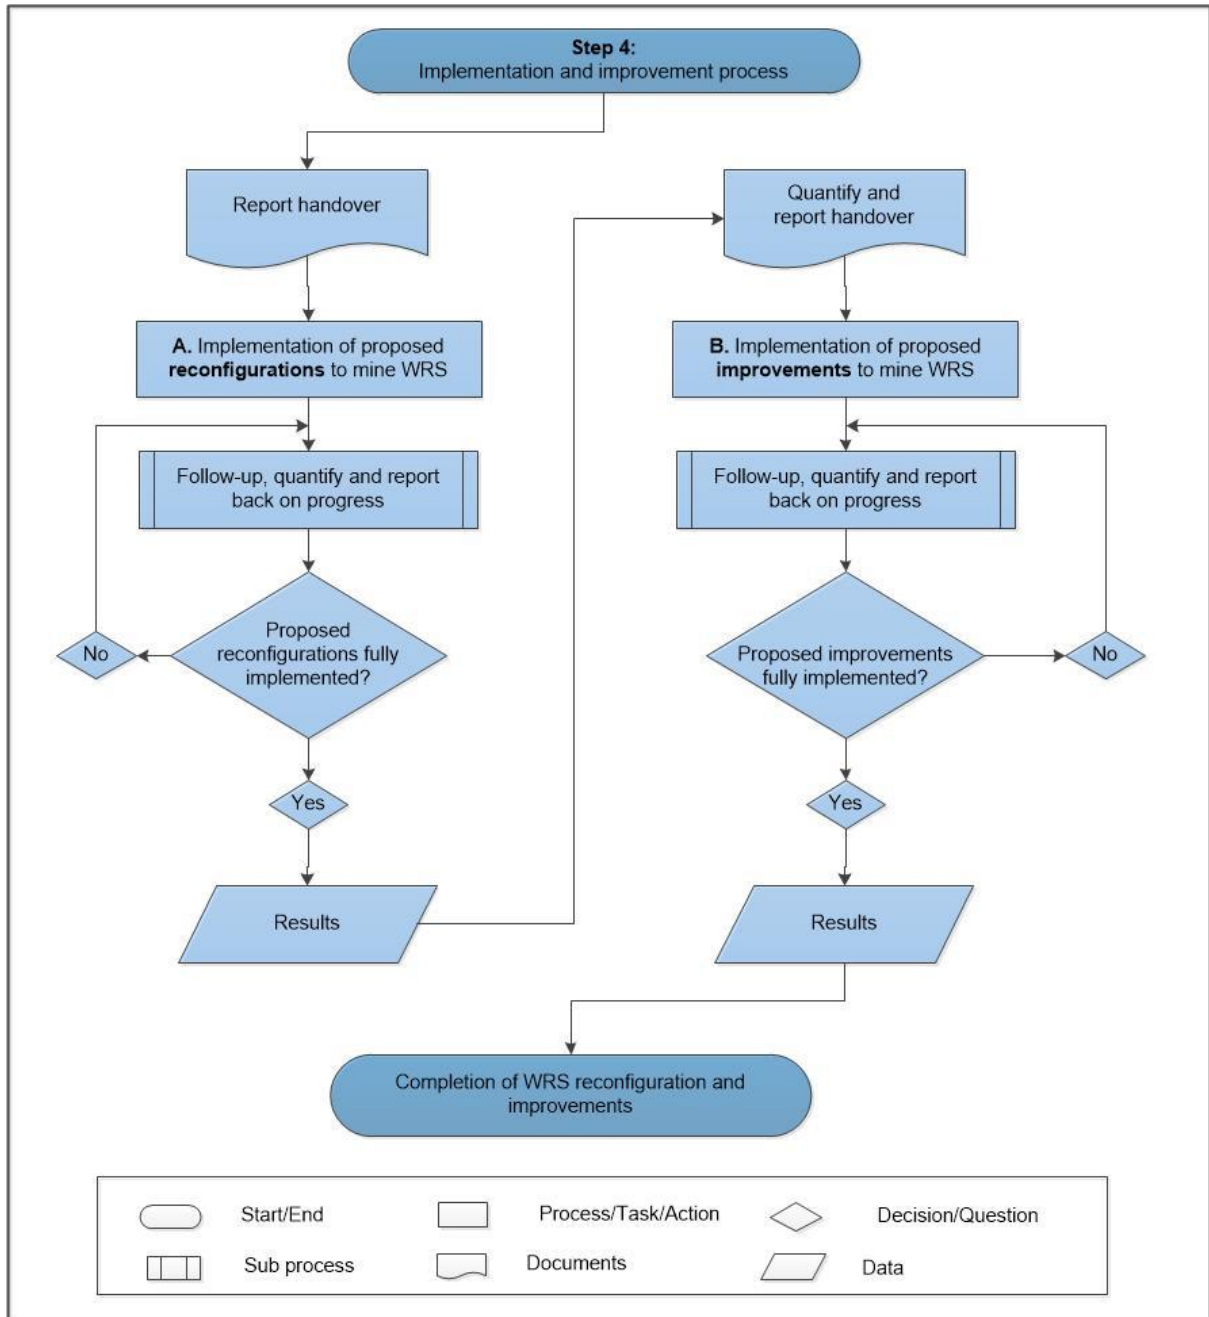 Step 4:
Implementation and improvement process
Report handover
A. Implementation of proposed
reconfigurations to mine WRS
Follow-up, quantify and report
back on progress
Proposed
reconfigurations fully
implemented?
No
Yes
Results
Quantify and
report handover
B. Implementation of proposed
improvements to mine WRS
Follow-up, quantify and report
back on progress
Proposed improvements
fully implemented?
No
Yes
Results
Completion of WRS reconfiguration and
improvements
Start/End
Process/Task/Action
Decision/Question
Sub process
Documents
Data